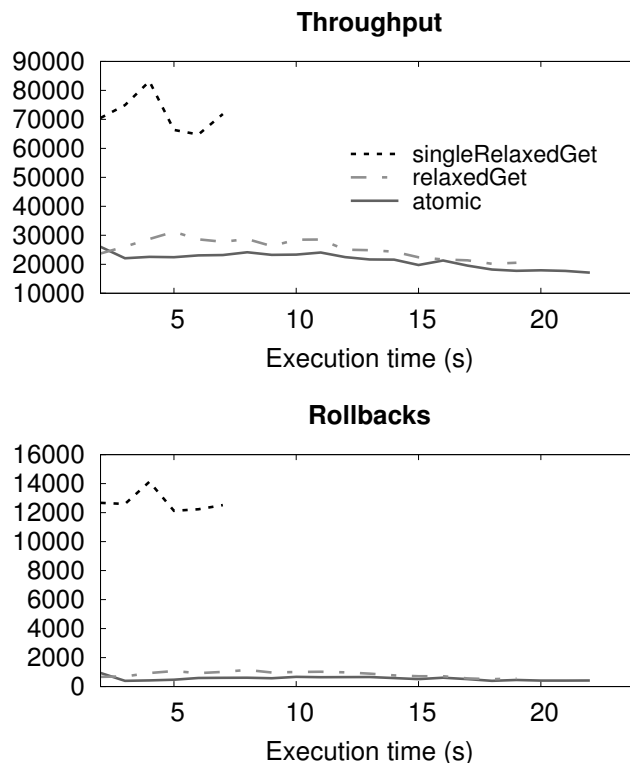 Throughput
90000
80000
70000
60000
50000
40000
30000
20000
10000
singleRelaxedGet
relaxedGet
atomic
5 10 15 20
Execution time (s)
Rollbacks
16000
14000
12000
10000
8000
6000
4000
2000
0
5 10 15 20
Execution time (s)